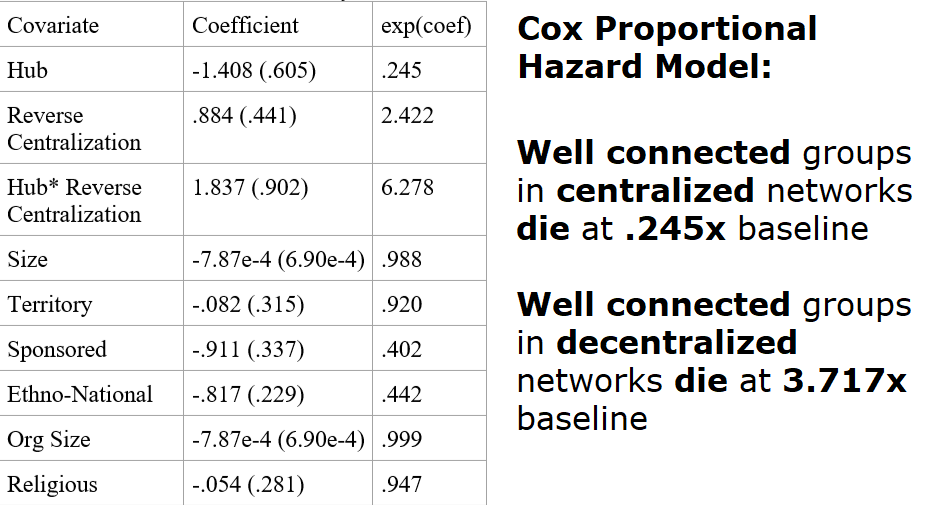 Covariate Coefficient exp(coef)
Hub -1.408 (.605) .245
Reverse .884 (.441) 2.422
Centralization
Hub* Reverse 1.837 (.902) 6.278
Centralization
Size -7.87e-4 (6.90e-4) .988
Territory -.082 (.315) .920
Sponsored -.911 (.337) .402
Ethno-National -.817 (.229) .442
Org Size -7.87e-4 (6.90e-4) .999
Religious -.054 (.281) .947
Cox Proportional
Hazard Model:
Well connected groups
in centralized networks
die at .245x baseline
Well connected groups
in decentralized
networks die at 3.717x
baseline